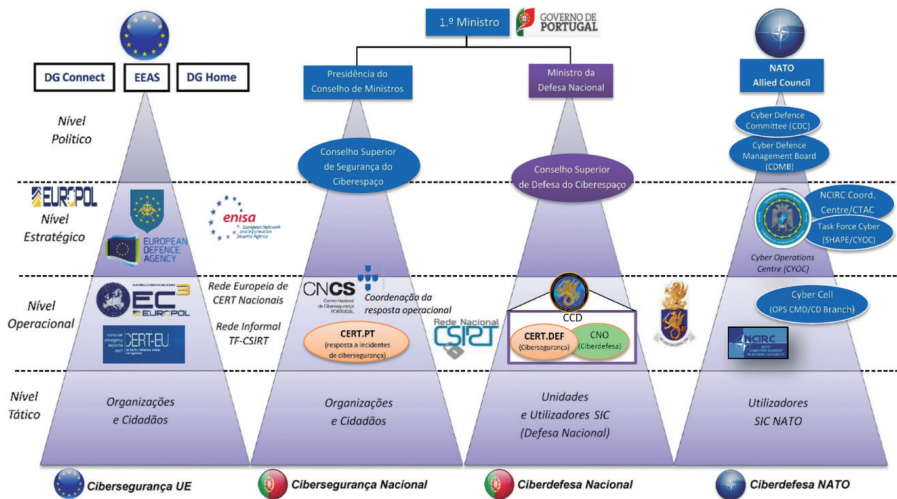 1.º Ministro
GOVERNO DE
PORTUGAL
DG Connect
EEAS
DG Home
Presidência do
Conselho de Ministros
Ministro da
Defesa Nacional
NATO
Allied Council
Nível
Político
Conselho Superior
de Segurança do
Ciberespaço
Conselho Superior
de Defesa do Ciberespaço
Cyber Defence
Committee (CDC)
Cyber Defence
Management Board
(CDMB)
Nível
Estratégico
EUROPOL
EUROPEAN
DEFENCE
AGENCY
enisa
European Network
and Information
Security Agency
NCIRC Coord.
Centre/CTAC
Task Force Cyber
(SHAPE/CYOC)
Cyber Operations
Centre (CYOC)
Nível
Operacional
EC3
EUROPOL
CERT-EU
Rede Europeia de
CERT Nacionais
Rede Informal
TF-CSIRT
CNCS
Centro Nacional
de Cibersegurança
PORTUGAL
Coordenação da
resposta operacional
CERT.PT
(resposta a incidentes
de cibersegurança)
Rede Nacional
CSIRT
CCD
CERT.DEF
(Cibersegurança)
CNO
(Ciberdefesa)
Cyber Cell
(OPS CMD/CD Branch)
NCIRC
Nível
Tático
Organizações
e Cidadãos
Organizações
e Cidadãos
Unidades
e Utilizadores SIC
(Defesa Nacional)
Utilizadores
SIC NATO
Cibersegurança UE
Cibersegurança Nacional
Ciberdefesa Nacional
Ciberdefesa NATO